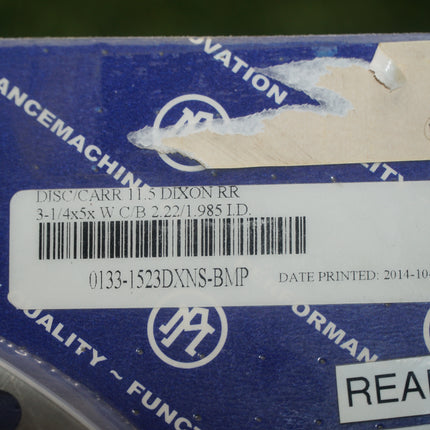 OVATION
ANCEMACHIN
DISC/CARR 11.5 DIXON RR
3-1/4x5x W C/B 2.22/1.985 I.D.
0133-1523DXNS-BMP
DATE PRINTED: 2014-10
QUALITY ~ FUNC
ORMAN
REA